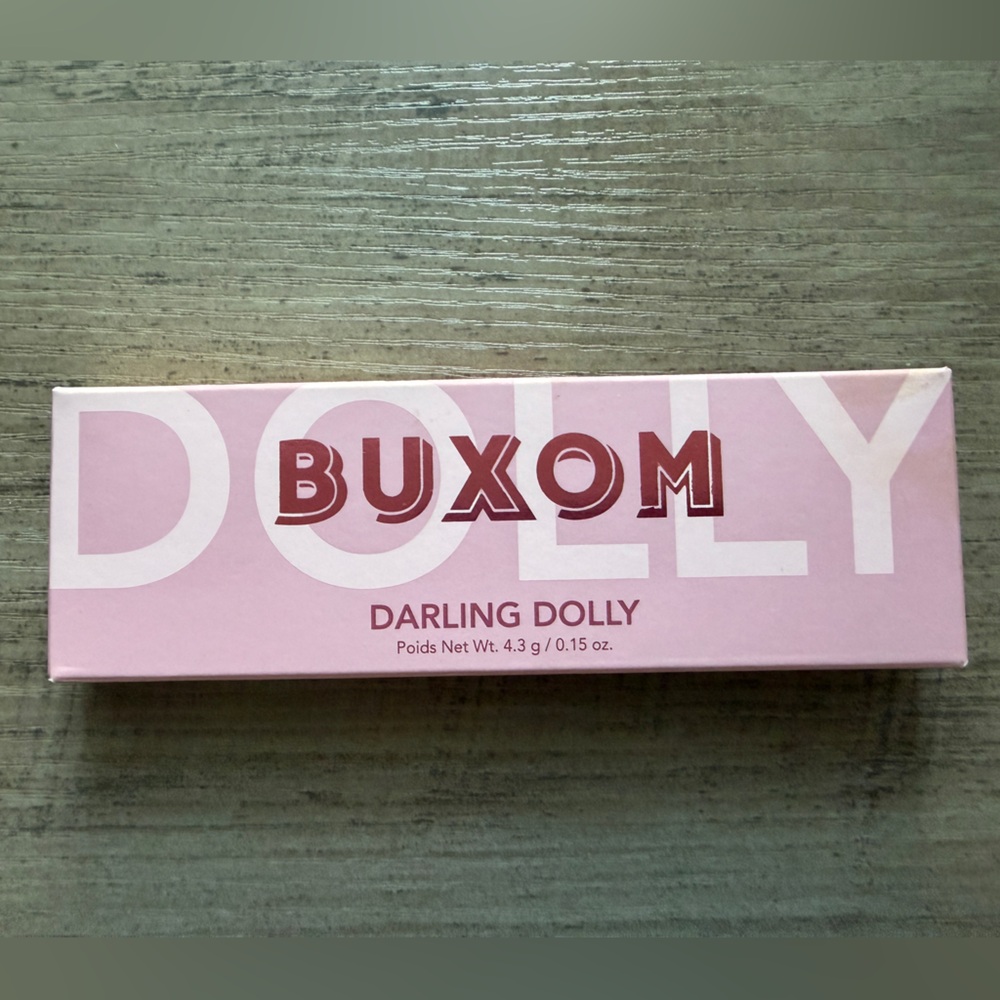 DOLLY
BUXOM
DARLING DOLLY
Poids Net Wt. 4.3 g / 0.15 oz.